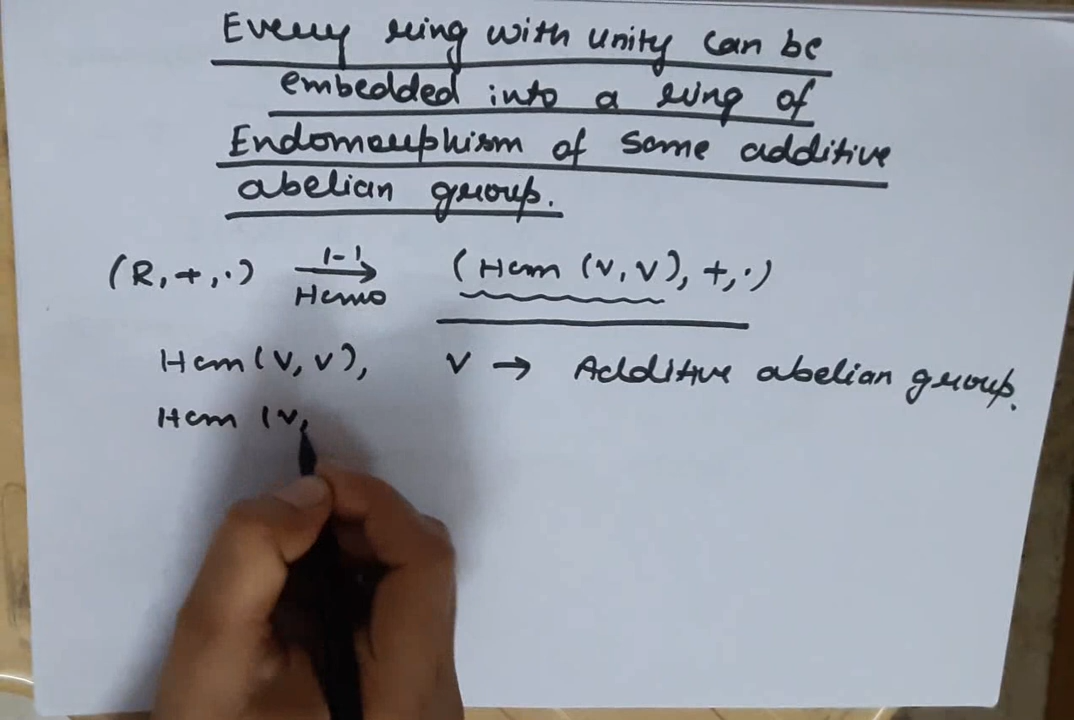 Every ring with unity can be
embedded into a ring of
Endomorphism of some additive
abelian group.
(R, +, ·) 1-1 → Homo (Hom (V, V), +, ·)
Hom (V, V), V → Additive abelian group.
Hom (V,